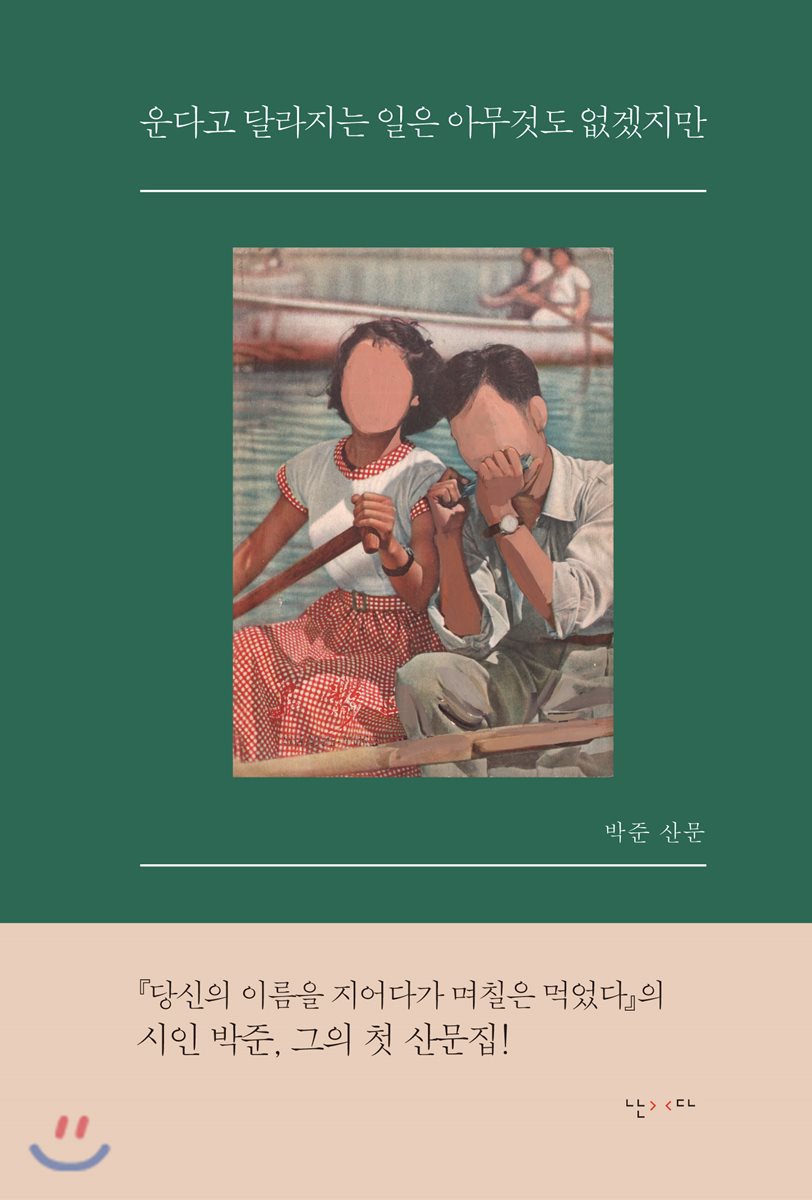 운다고 달라지는 일은 아무것도 없겠지만
박준 산문
『당신의 이름을 지어다가 며칠은 먹었다』의
시인 박준, 그의 첫 산문집!
난다